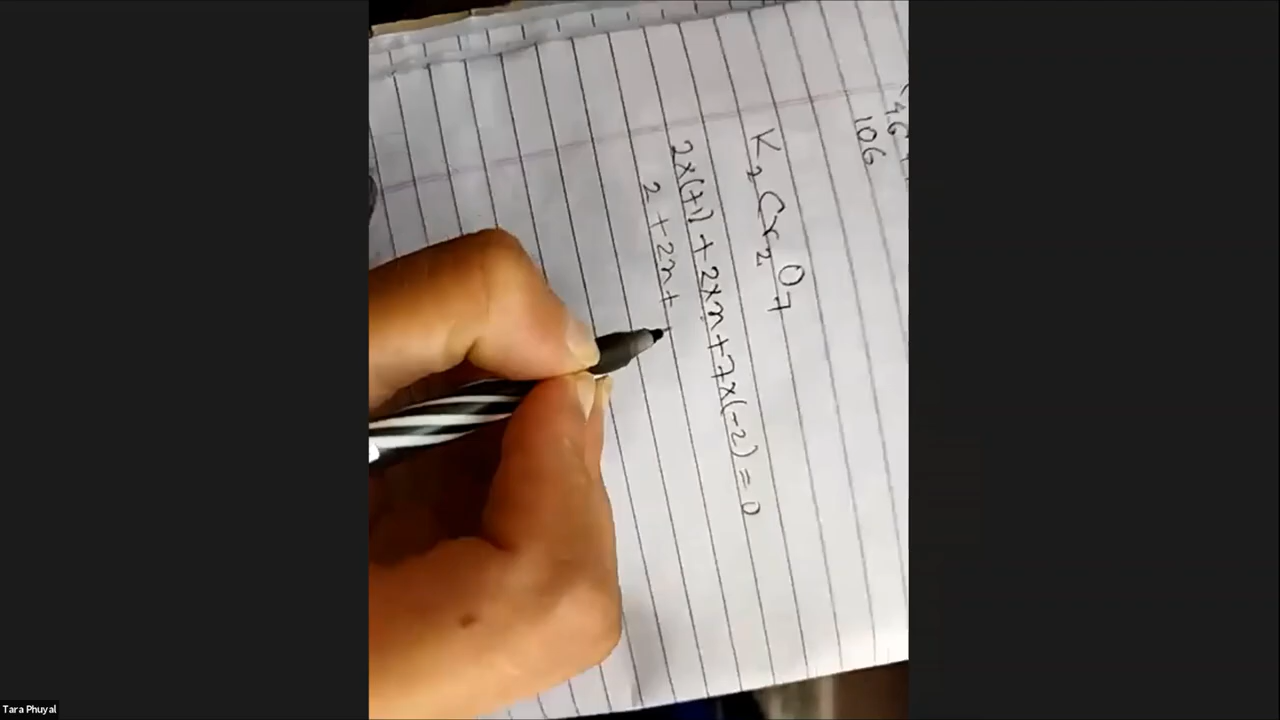 106
K₂Cr₂O₇
2x(+1) + 2xn + 7x(-2) = 0
2 + 2n +
Tara Phuyal